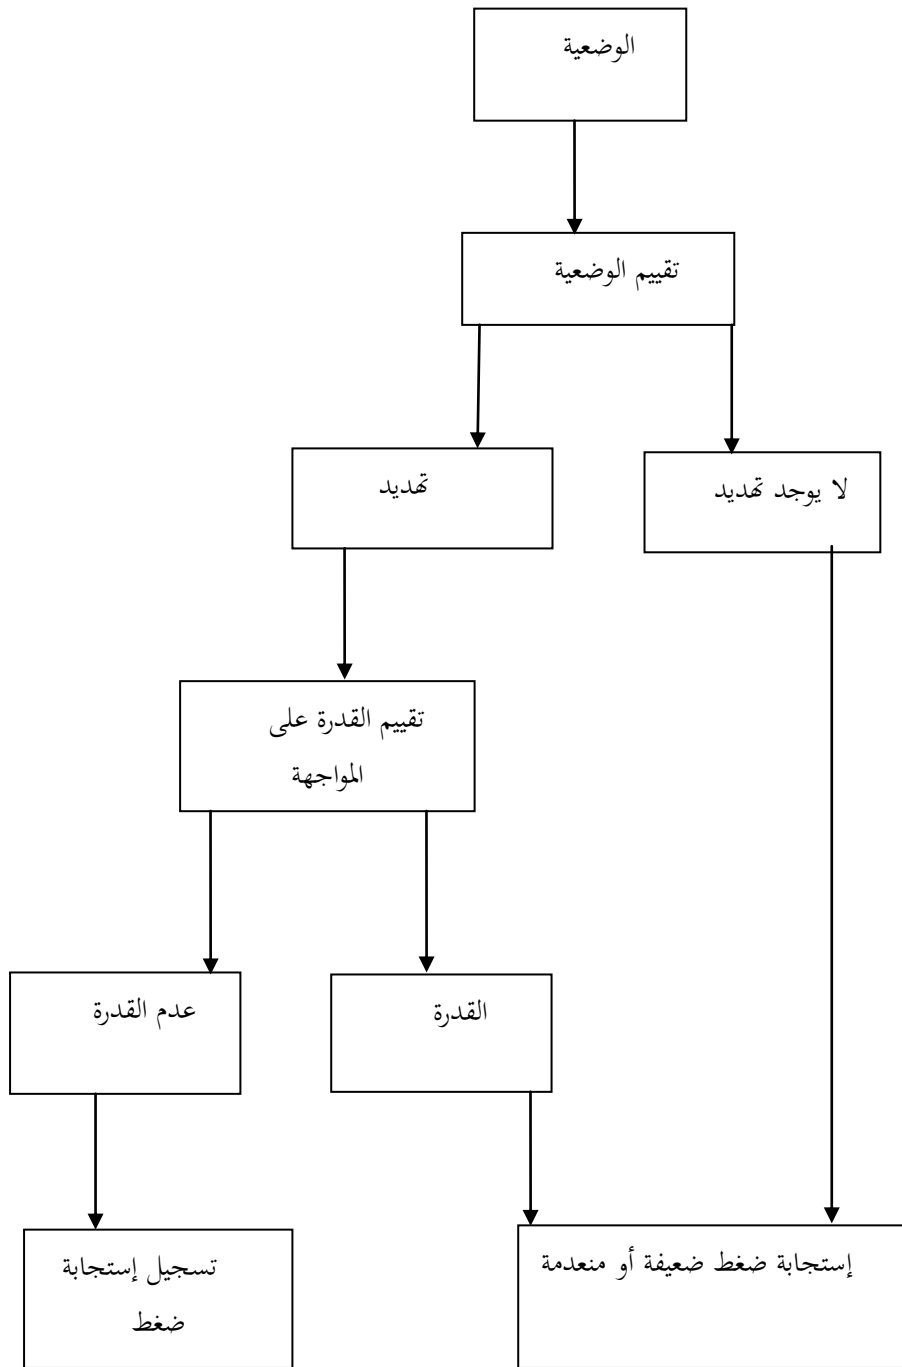 الوضعية
تقييم الوضعية
لا يوجد تهديد
تهديد
تقييم القدرة على
المواجهة
القدرة
عدم القدرة
إستجابة ضغط ضعيفة أو منعدمة
تسجيل إستجابة
ضغط